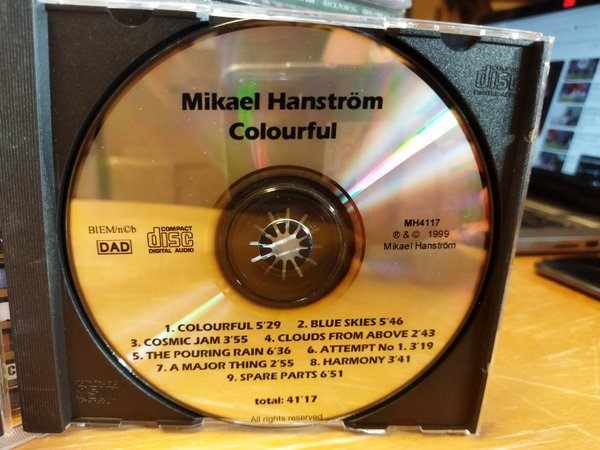 Mikael Hanström
Colourful
BIEM/n©b
DAD
COMPACT
disc
DIGITAL AUDIO
MH4117
® & © 1999
Mikael Hanström
1. COLOURFUL 5'29 2. BLUE SKIES 5'46
3. COSMIC JAM 3'55 4. CLOUDS FROM ABOVE 2'43
5. THE POURING RAIN 6'36 6. ATTEMPT No 1. 3'19
7. A MAJOR THING 2'55 8. HARMONY 3'41
9. SPARE PARTS 6'51
total: 41'17
All rights reserved
disc